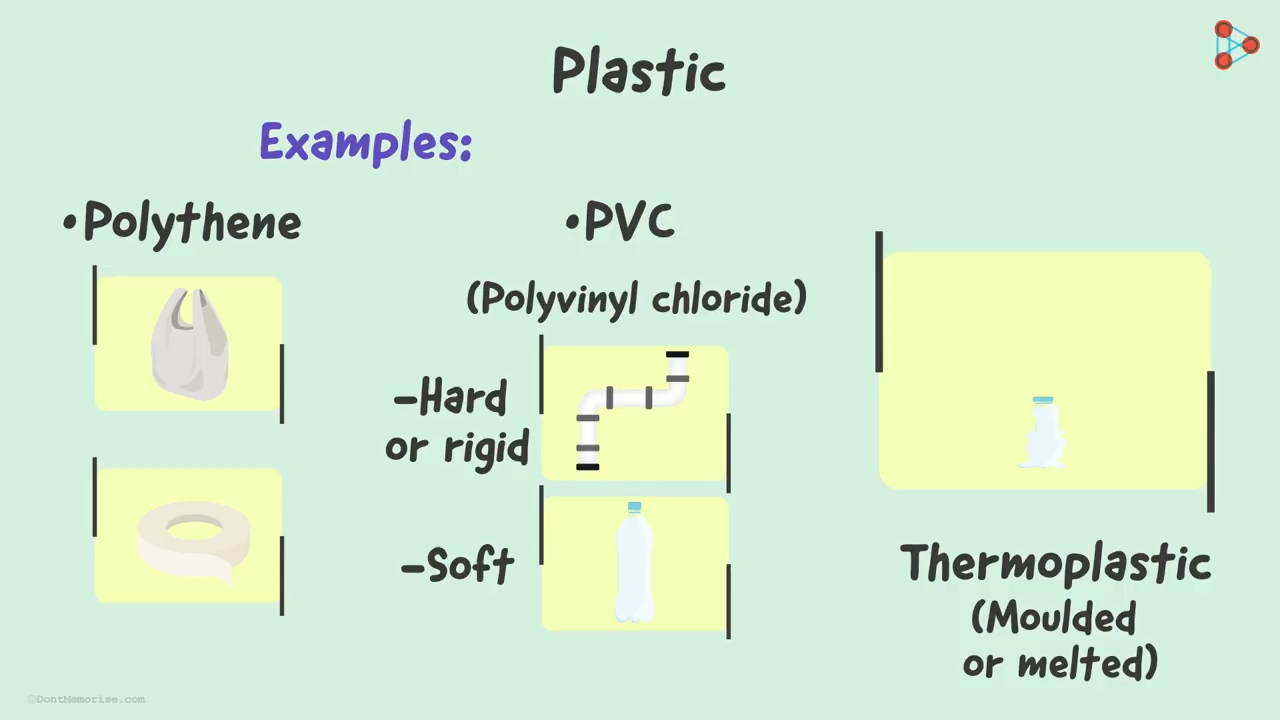 Plastic
Examples:
•Polythene
•PVC
(Polyvinyl chloride)
-Hard
or rigid
-Soft
Thermoplastic
(Moulded
or melted)
©DontMemorise.com